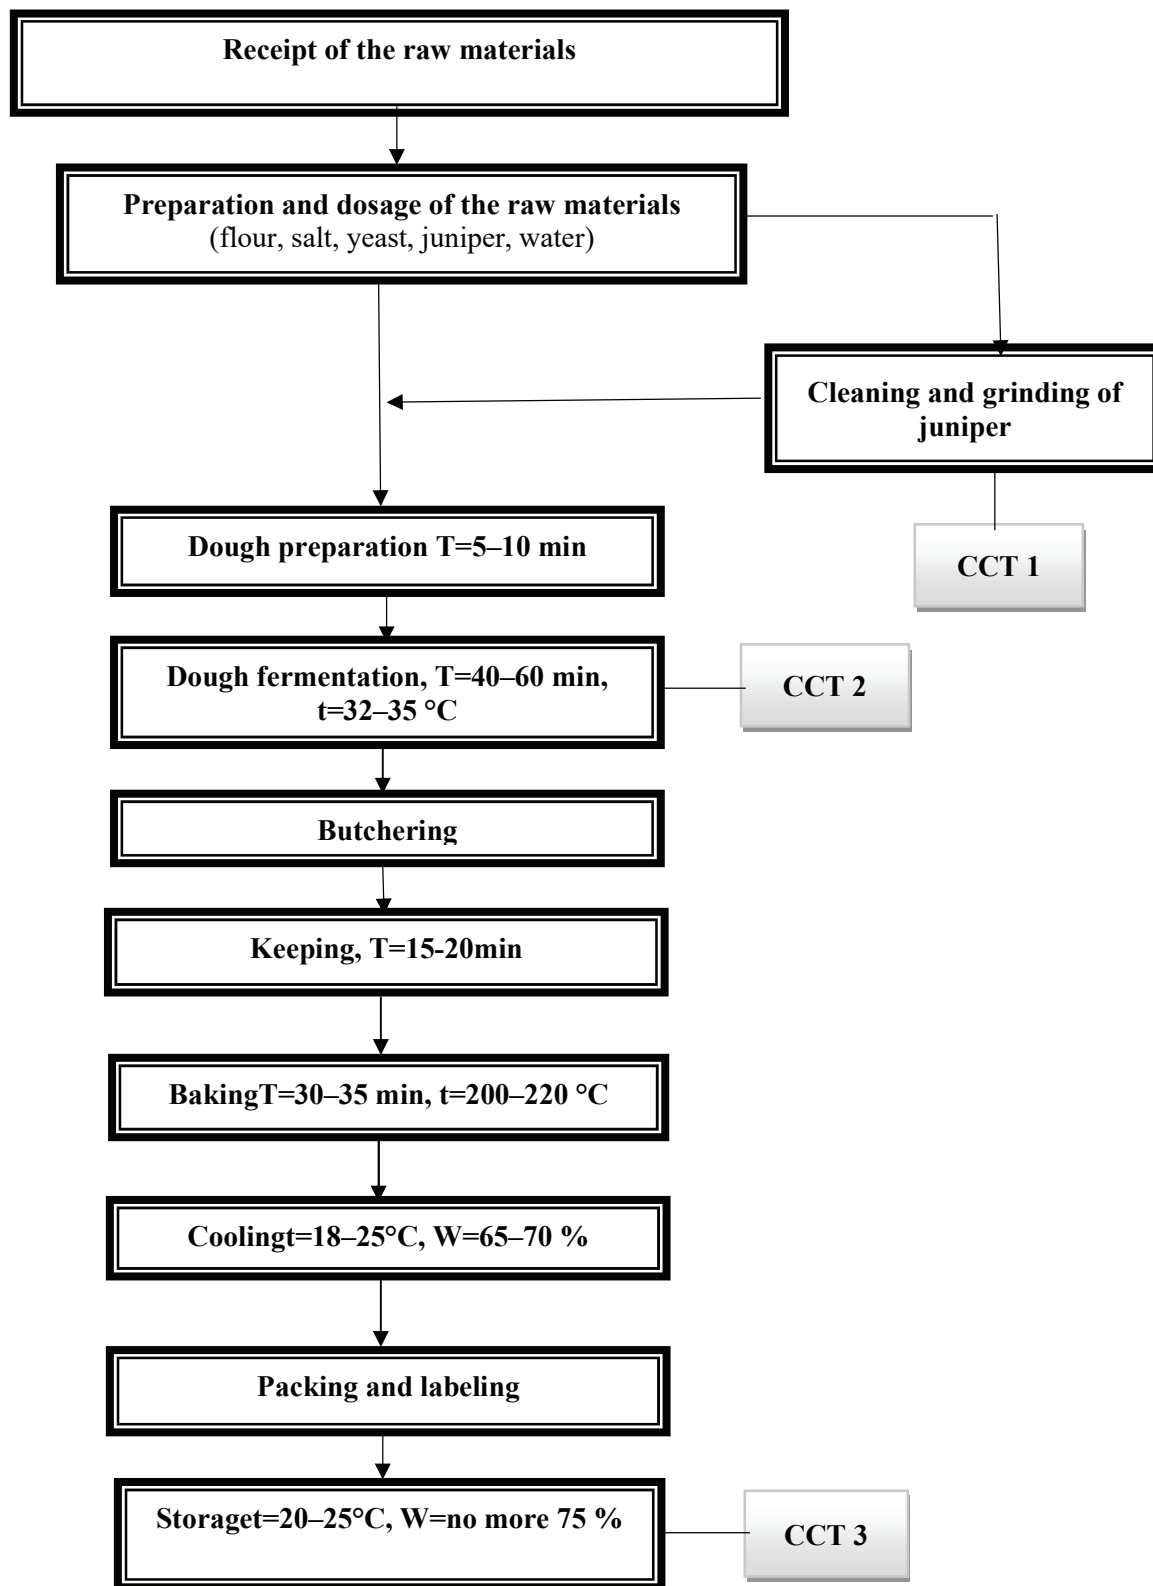 Receipt of the raw materials
Preparation and dosage of the raw materials
(flour, salt, yeast, juniper, water)
Cleaning and grinding of
juniper
CCT 1
Dough preparation T=5–10 min
Dough fermentation, T=40–60 min,
t=32–35 °C
CCT 2
Butchering
Keeping, T=15-20min
BakingT=30–35 min, t=200–220 °C
Coolingt=18–25°C, W=65–70 %
Packing and labeling
Storaget=20–25°C, W=no more 75 %
CCT 3